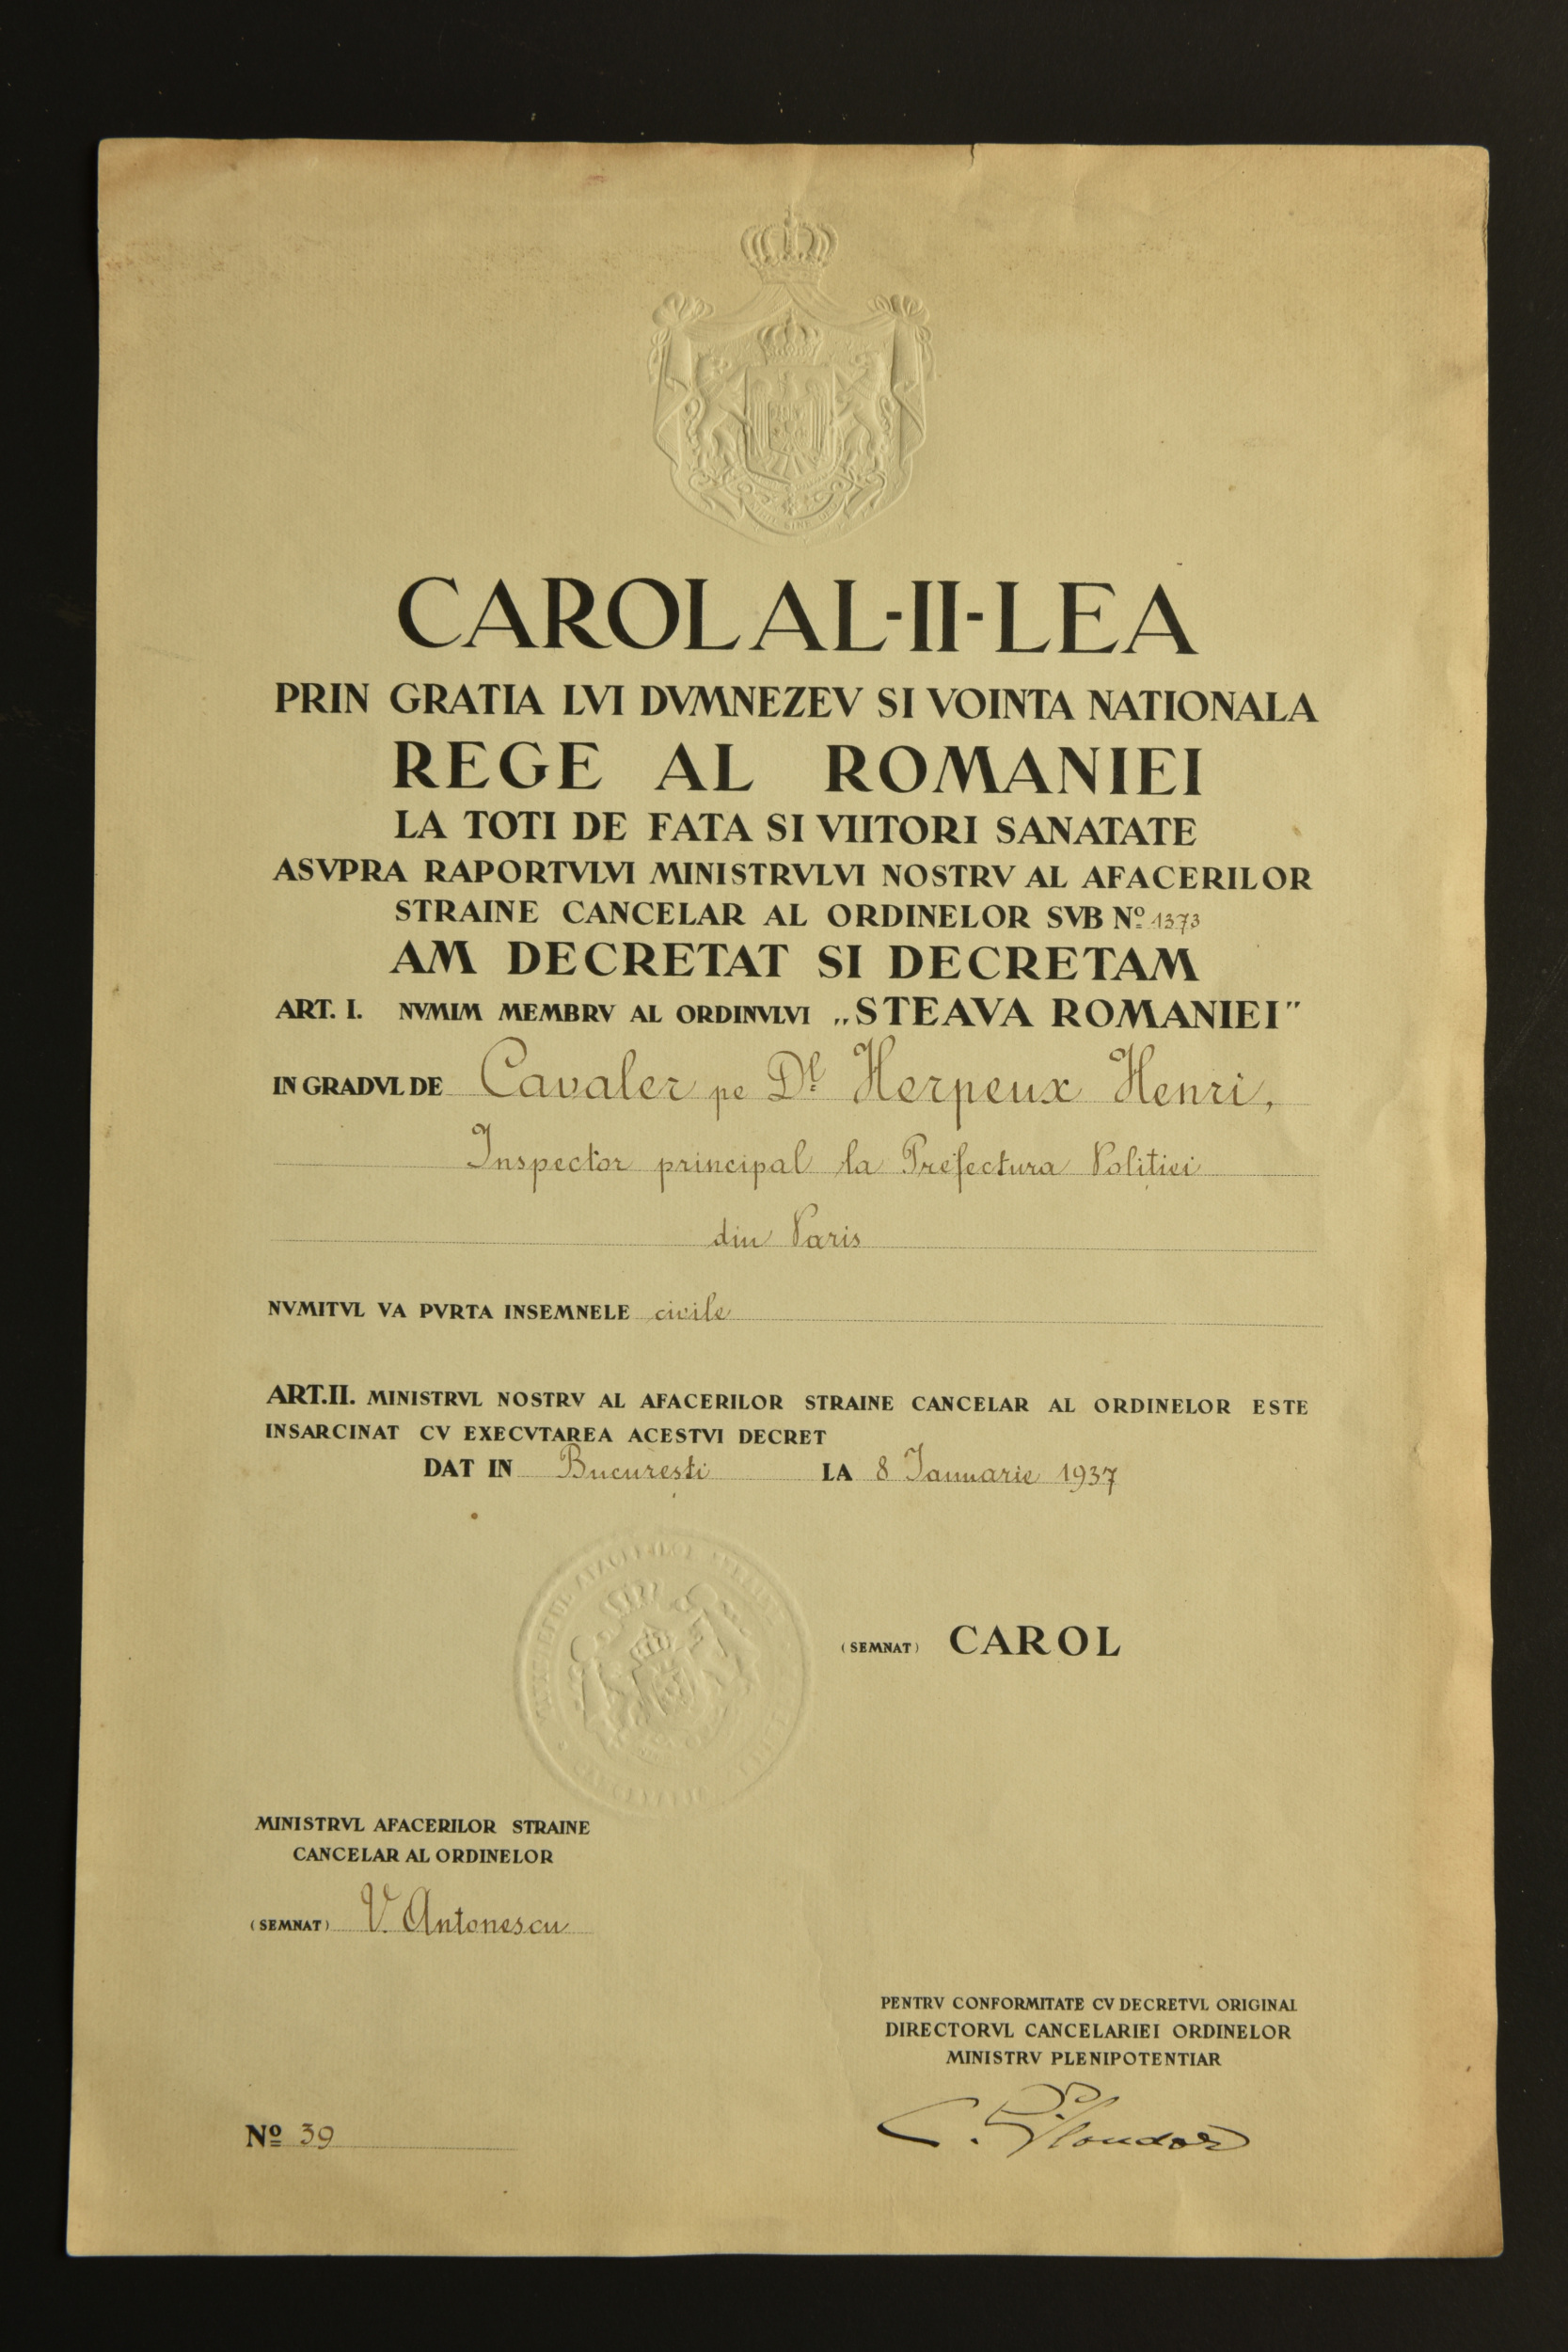 CAROL AL-II-LEA
PRIN GRATIA LVI DVMNEZEV SI VOINTA NATIONALA
REGE AL ROMANIEI
LA TOTI DE FATA SI VIITORI SANATATE
ASVPRA RAPORTVLVI MINISTRVLVI NOSTRV AL AFACERILOR
STRAINE CANCELAR AL ORDINELOR SVB Nº 1373
AM DECRETAT SI DECRETAM
ART. I. NVMIM MEMBRV AL ORDINVLVI „STEAVA ROMANIEI"
IN GRADVL DE Cavaler pe Dl. Herpeux Henri,
Inspector principal la Prefectura Poliției
din Paris
NVMITVL VA PVRTA INSEMNELE civile
ART.II. MINISTRVL NOSTRV AL AFACERILOR STRAINE CANCELAR AL ORDINELOR ESTE
INSARCINAT CV EXECVTAREA ACESTVI DECRET
DAT IN București LA 8 Ianuarie 1937
MINISTERUL AFACERILOR STRAINE
(SEMNAT) CAROL
MINISTRVL AFACERILOR STRAINE
CANCELAR AL ORDINELOR
(SEMNAT) V. Antonescu
PENTRV CONFORMITATE CV DECRETVL ORIGINAL
DIRECTORVL CANCELARIEI ORDINELOR
MINISTRV PLENIPOTENTIAR
Nº 39